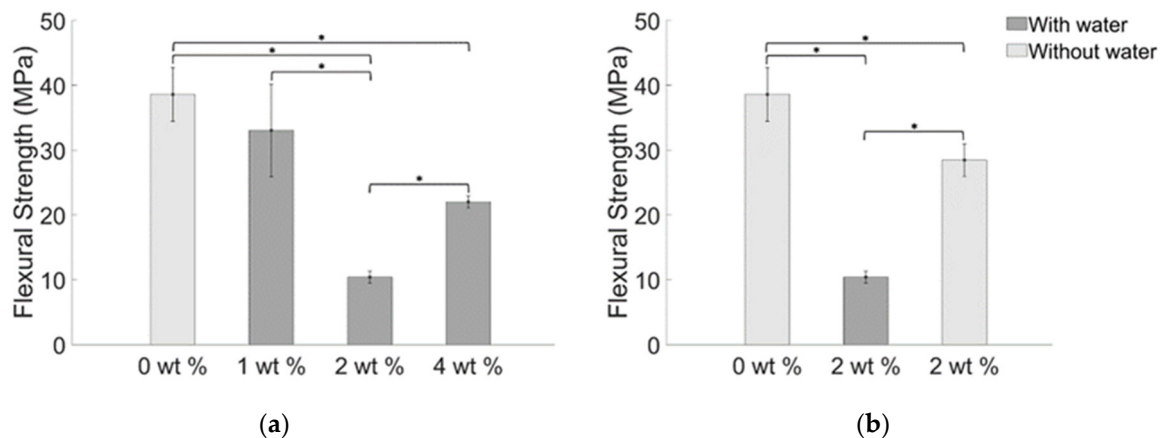 Flexural Strength (MPa)
50
40
30
20
10
0
*
*
*
*
0 wt %
1 wt %
2 wt %
4 wt %
(a)
Flexural Strength (MPa)
50
40
30
20
10
0
*
*
*
0 wt %
2 wt %
2 wt %
With water
Without water
(b)